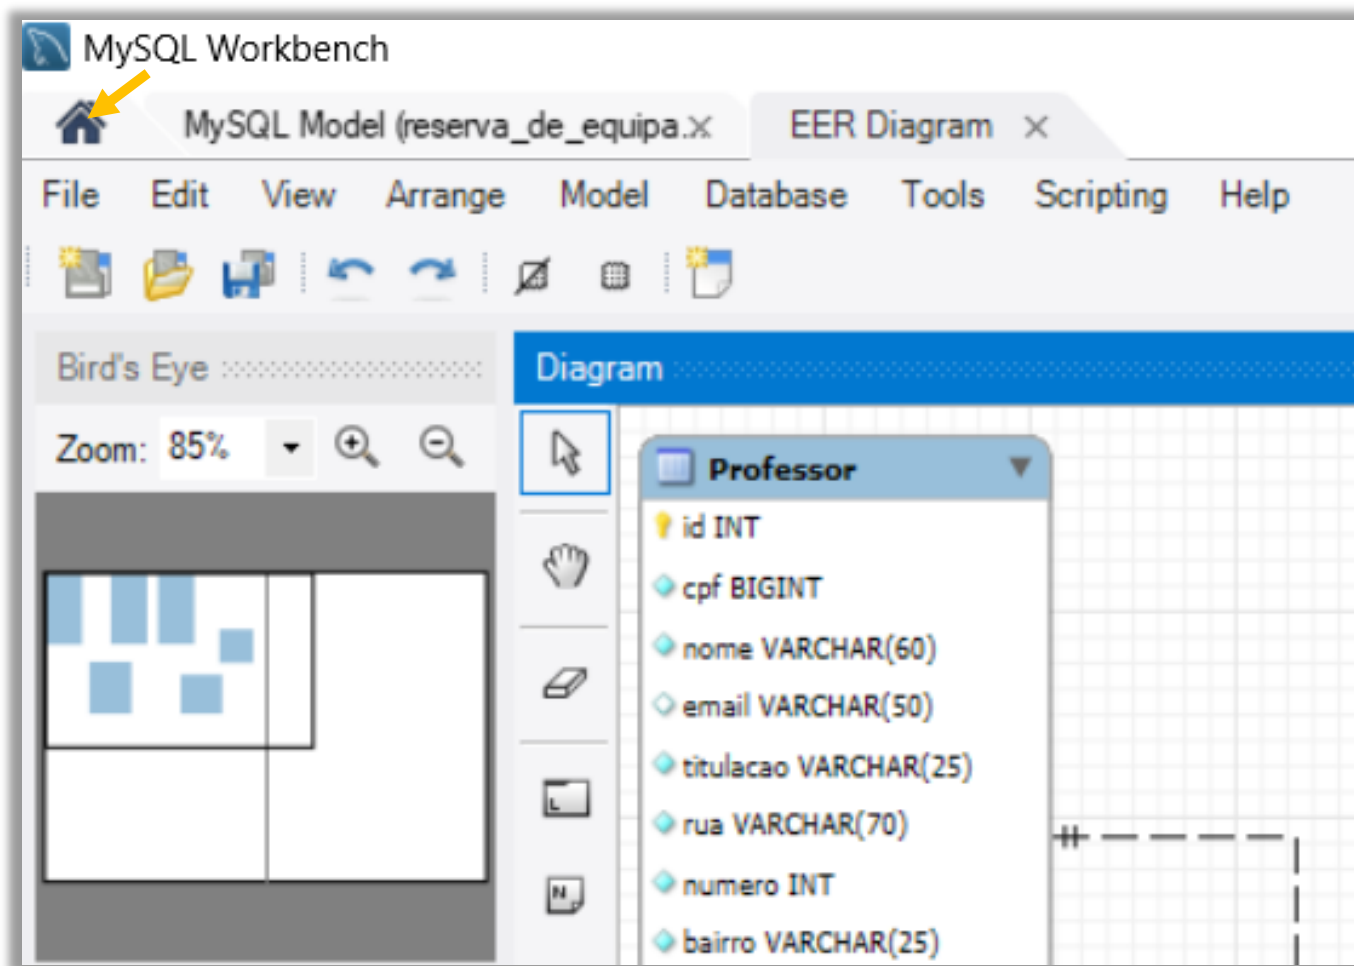 MySQL Workbench
MySQL Model (reserva_de_equipa.× EER Diagram ×
File Edit View Arrange Model Database Tools Scripting Help
Bird's Eye
Diagram
Zoom: 85%
Professor
id INT
cpf BIGINT
nome VARCHAR(60)
email VARCHAR(50)
titulacao VARCHAR(25)
L
rua VARCHAR(70)
numero INT
N
bairro VARCHAR(25)